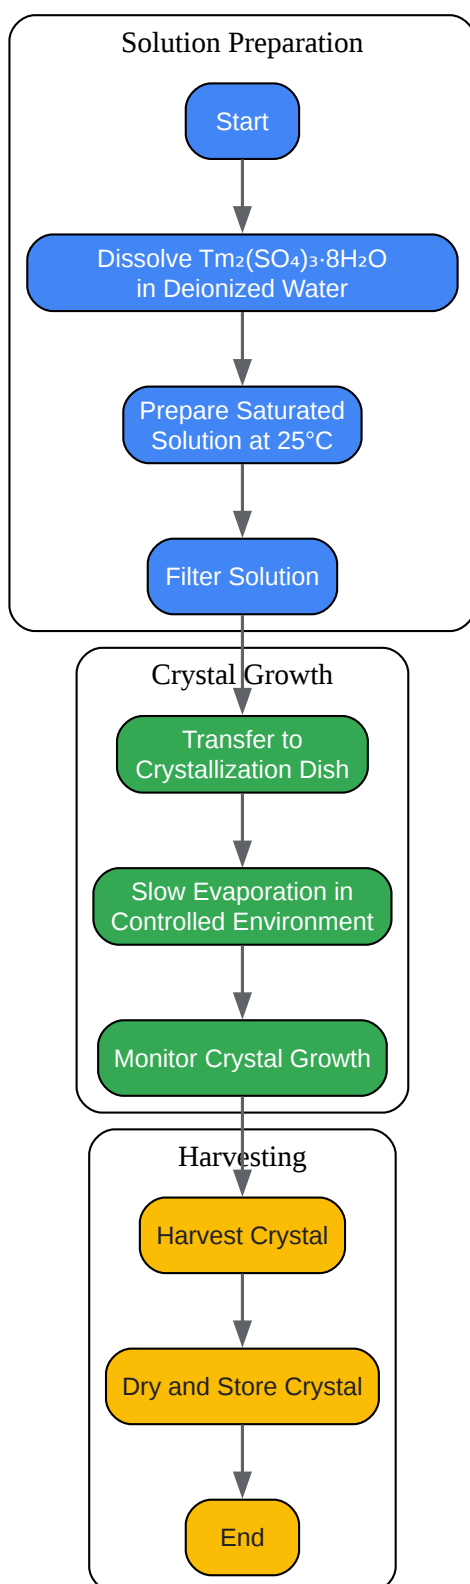 Solution Preparation
Start
Dissolve Tm₂(SO₄)₃·8H₂O
in Deionized Water
Prepare Saturated
Solution at 25°C
Filter Solution
Crystal Growth
Transfer to
Crystallization Dish
Slow Evaporation in
Controlled Environment
Monitor Crystal Growth
Harvesting
Harvest Crystal
Dry and Store Crystal
End